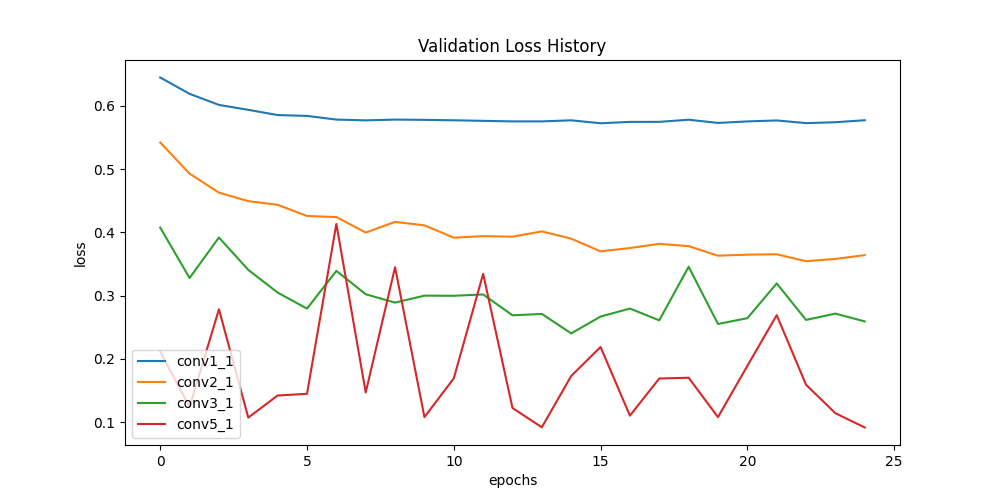 Validation Loss History
loss
0.6
0.5
0.4
0.3
0.2
0.1
conv1_1
conv2_1
conv3_1
conv5_1
0 5 10 15 20 25
epochs